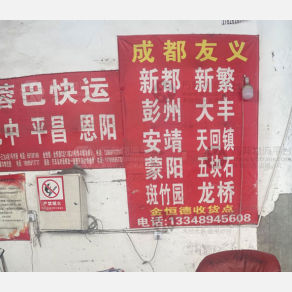 成都友义
新都 新繁
彭州 大丰
安靖 天回镇
蒙阳 五块石
斑竹园 龙桥
金恒德收货点
电话:13348945608
蓉巴快运
中 平昌 恩阳
严禁烟火